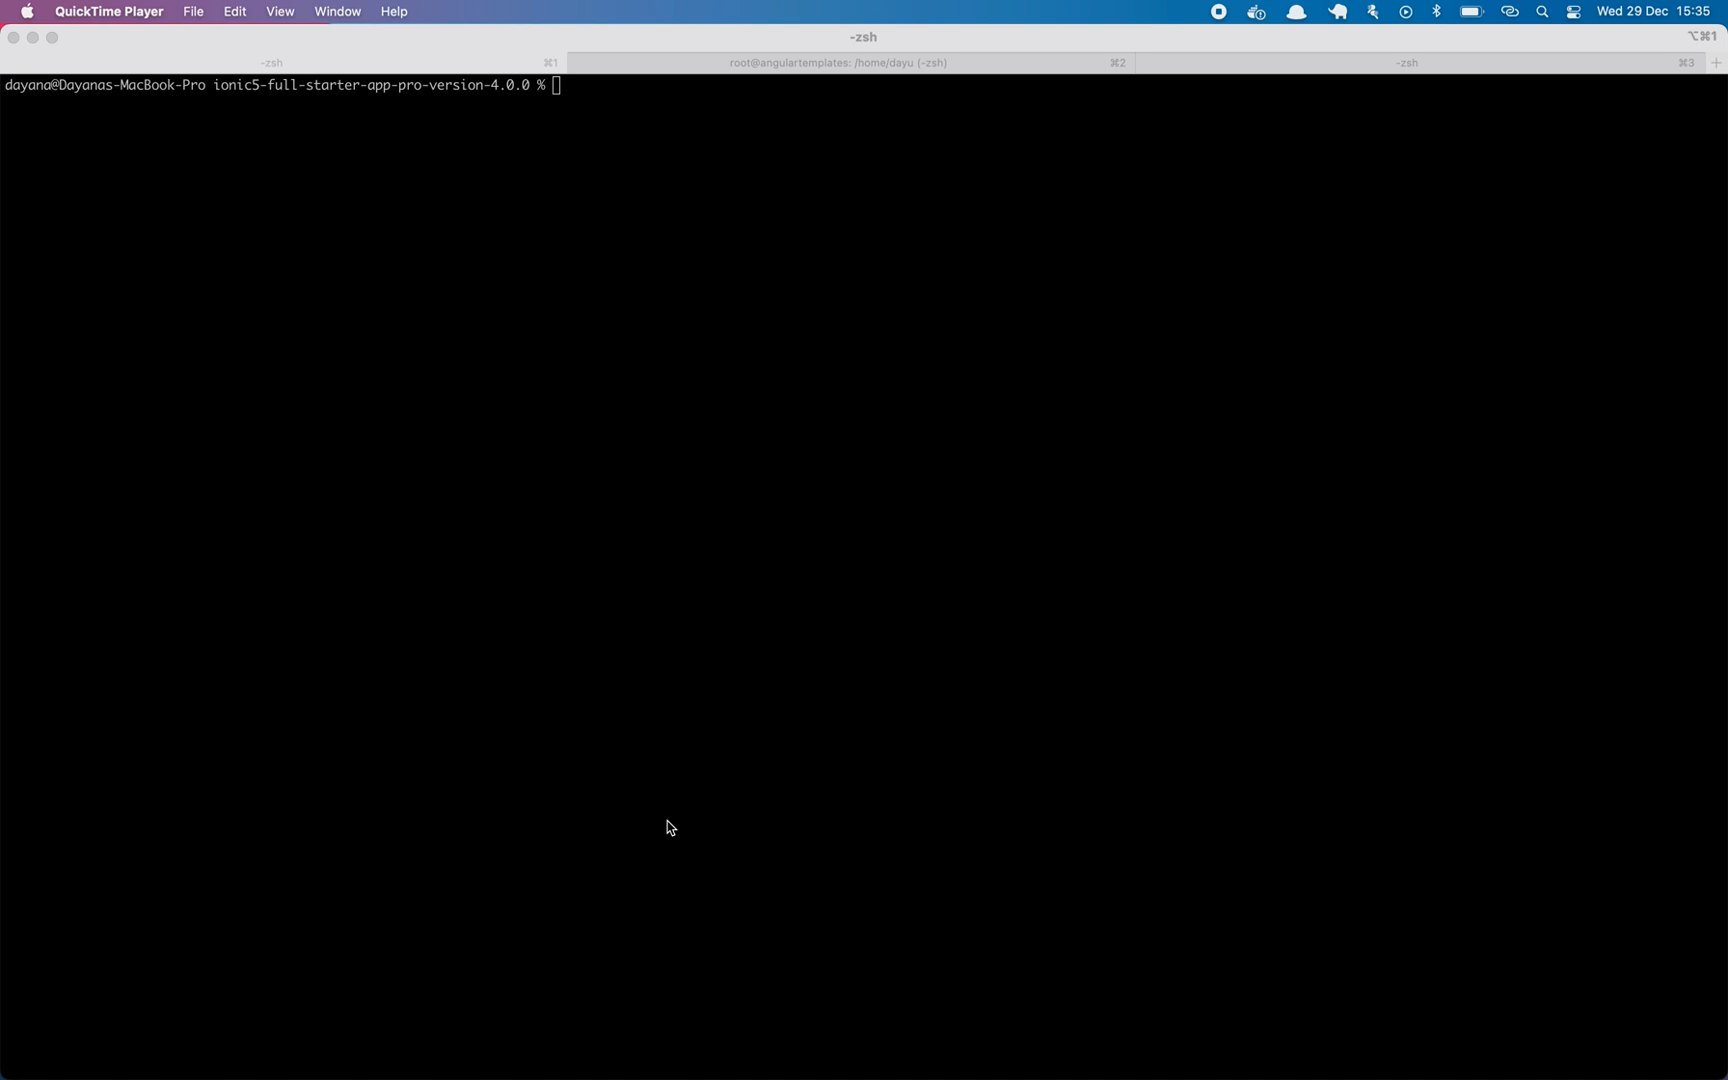 QuickTime Player File Edit View Window Help Wed 29 Dec 15:35
-zsh ⌥⌘1
-zsh ⌘1 root@angulartemplates: /home/dayu (-zsh) ⌘2 -zsh ⌘3 +
dayana@Dayanas-MacBook-Pro ionic5-full-starter-app-pro-version-4.0.0 %